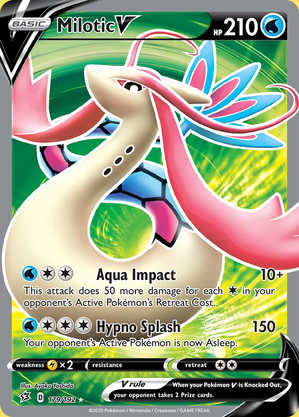 BASIC Milotic V HP 210
Aqua Impact 10+
This attack does 50 more damage for each in your
opponent's Active Pokémon's Retreat Cost.
Hypno Splash 150
Your opponent's Active Pokémon is now Asleep.
weakness ×2 resistance retreat
Illus. Ayaka Yoshida
D 179/192
V rule When your Pokémon V is Knocked Out,
your opponent takes 2 Prize cards.
©2020 Pokémon / Nintendo / Creatures / GAME FREAK